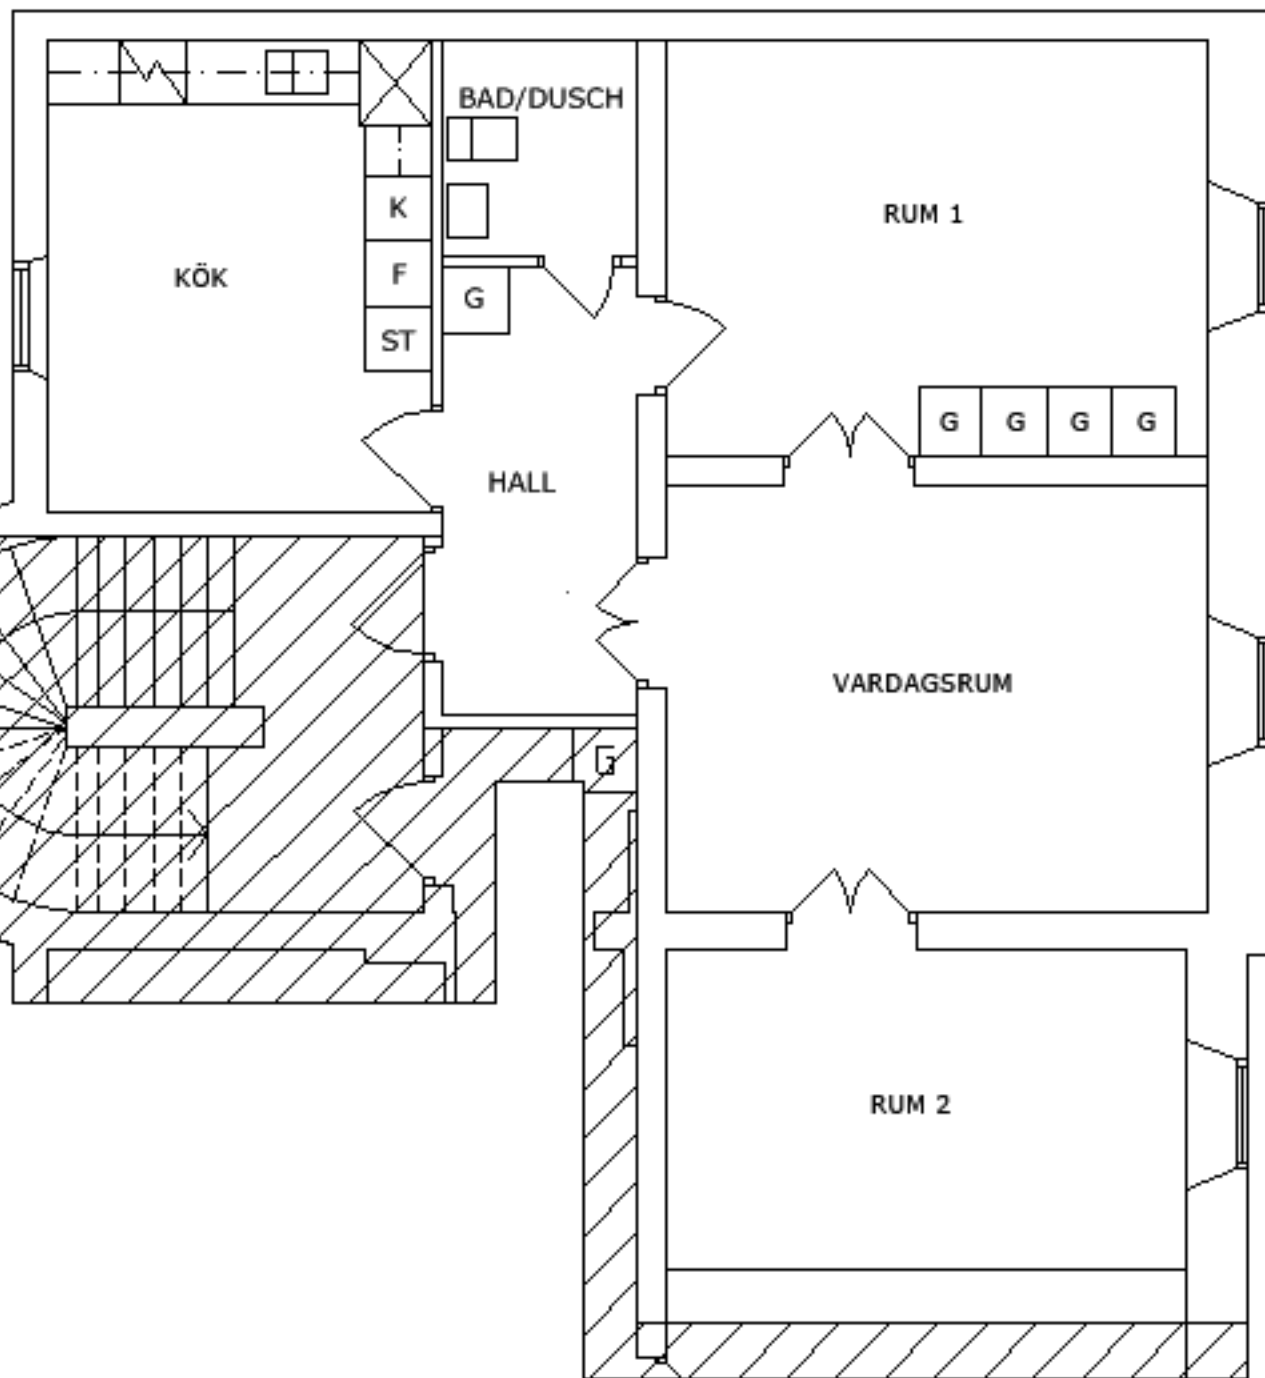 BAD/DUSCH
K
RUM 1
KÖK
F
G
ST
G G G G
HALL
VARDAGSRUM
G
RUM 2